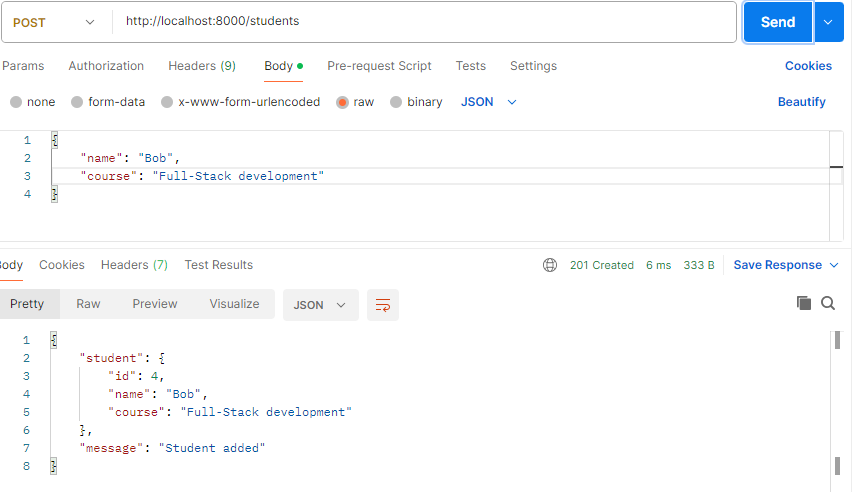 POST http://localhost:8000/students Send
Params Authorization Headers (9) Body Pre-request Script Tests Settings Cookies
none form-data x-www-form-urlencoded raw binary JSON Beautify
1 {
2 "name": "Bob",
3 "course": "Full-Stack development"
4 }
ody Cookies Headers (7) Test Results 201 Created 6 ms 333 B Save Response
Pretty Raw Preview Visualize JSON
1 {
2 "student": {
3 "id": 4,
4 "name": "Bob",
5 "course": "Full-Stack development"
6 },
7 "message": "Student added"
8 }